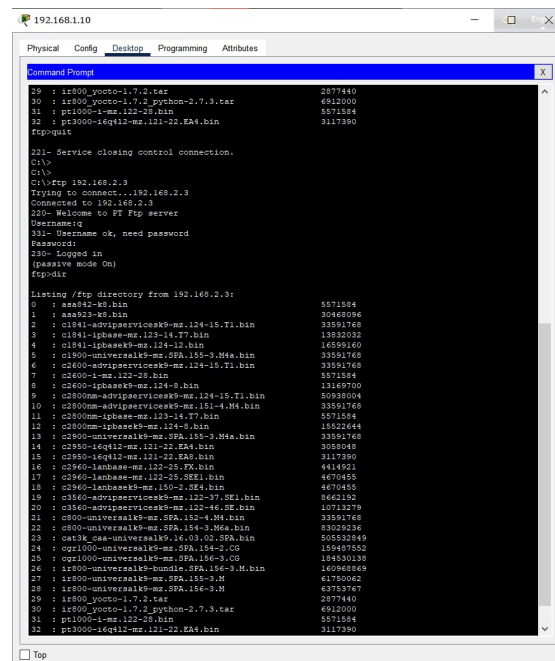 192.168.1.10
Physical Config Desktop Programming Attributes
Command Prompt X
29 : ir800_yocto-1.7.2.tar 2877440
30 : ir800_yocto-1.7.2_python-2.7.3.tar 6912000
31 : pt1000-i-mz.122-28.bin 5571584
32 : pt3000-i6q4l2-mz.121-22.EA4.bin 3117390
ftp>quit
221- Service closing control connection.
C:\>
C:\>
C:\>ftp 192.168.2.3
Trying to connect...192.168.2.3
Connected to 192.168.2.3
220- Welcome to PT Ftp server
Username:q
331- Username ok, need password
Password:
230- Logged in
(passive mode On)
ftp>dir
Listing /ftp directory from 192.168.2.3:
0 : asa842-k8.bin 5571584
1 : asa923-k8.bin 30468096
2 : c1841-advipservicesk9-mz.124-15.T1.bin 33591768
3 : c1841-ipbase-mz.123-14.T7.bin 13832032
4 : c1841-ipbasek9-mz.124-12.bin 16599160
5 : c1900-universalk9-mz.SPA.155-3.M4a.bin 33591768
6 : c2600-advipservicesk9-mz.124-15.T1.bin 33591768
7 : c2600-i-mz.122-28.bin 5571584
8 : c2600-ipbasek9-mz.124-8.bin 13169700
9 : c2800nm-advipservicesk9-mz.124-15.T1.bin 50938004
10 : c2800nm-advipservicesk9-mz.151-4.M4.bin 33591768
11 : c2800nm-ipbase-mz.123-14.T7.bin 5571584
12 : c2800nm-ipbasek9-mz.124-8.bin 15522644
13 : c2900-universalk9-mz.SPA.155-3.M4a.bin 33591768
14 : c2950-i6q4l2-mz.121-22.EA4.bin 3058048
15 : c2950-i6q4l2-mz.121-22.EA8.bin 3117390
16 : c2960-lanbase-mz.122-25.FX.bin 4414921
17 : c2960-lanbase-mz.122-25.SEE1.bin 4670455
18 : c2960-lanbasek9-mz.150-2.SE4.bin 4670455
19 : c3560-advipservicesk9-mz.122-37.SE1.bin 8662192
20 : c3560-advipservicesk9-mz.122-46.SE.bin 10713279
21 : c800-universalk9-mz.SPA.152-4.M4.bin 33591768
22 : c800-universalk9-mz.SPA.154-3.M6a.bin 83029236
23 : cat3k_caa-universalk9.16.03.02.SPA.bin 505532849
24 : cgr1000-universalk9-mz.SPA.154-2.CG 159487552
25 : cgr1000-universalk9-mz.SPA.156-3.CG 184530138
26 : ir800-universalk9-bundle.SPA.156-3.M.bin 160968869
27 : ir800-universalk9-mz.SPA.155-3.M 61750062
28 : ir800-universalk9-mz.SPA.156-3.M 63753767
29 : ir800_yocto-1.7.2.tar 2877440
30 : ir800_yocto-1.7.2_python-2.7.3.tar 6912000
31 : pt1000-i-mz.122-28.bin 5571584
32 : pt3000-i6q4l2-mz.121-22.EA4.bin 3117390
Top